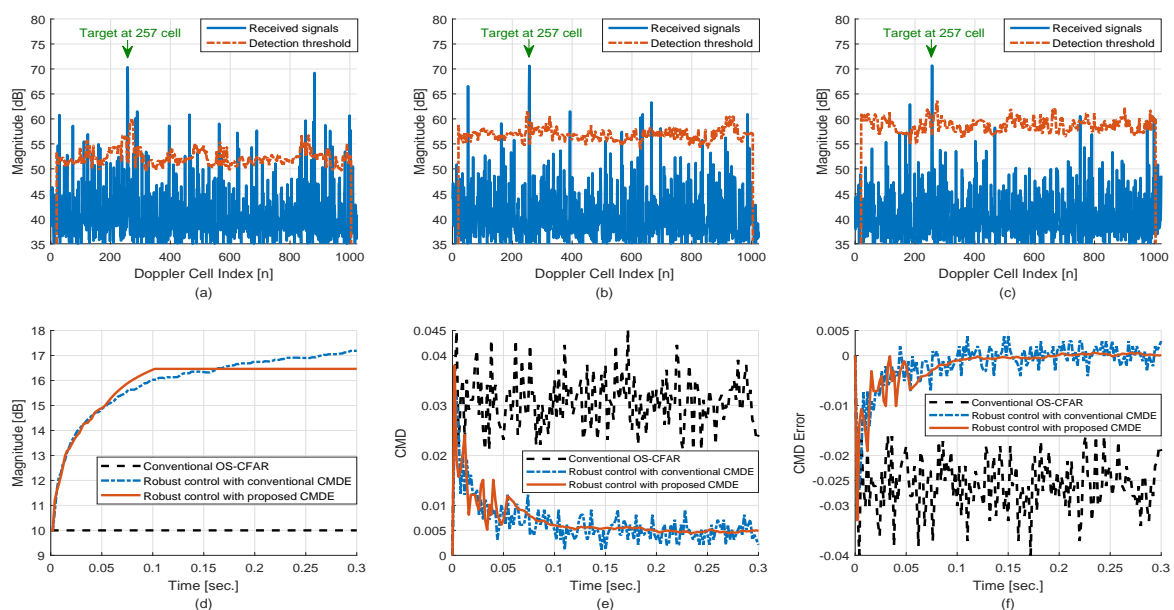 80
75
70
65
60
55
50
45
40
35
Magnitude [dB]
Target at 257 cell
Received signals
Detection threshold
0 200 400 600 800 1000
Doppler Cell Index [n]
(a)
80
75
70
65
60
55
50
45
40
35
Magnitude [dB]
Target at 257 cell
Received signals
Detection threshold
0 200 400 600 800 1000
Doppler Cell Index [n]
(b)
80
75
70
65
60
55
50
45
40
35
Magnitude [dB]
Target at 257 cell
Received signals
Detection threshold
0 200 400 600 800 1000
Doppler Cell Index [n]
(c)
18
17
16
15
14
13
12
11
10
9
Magnitude [dB]
Conventional OS-CFAR
Robust control with conventional CMDE
Robust control with proposed CMDE
0 0.05 0.1 0.15 0.2 0.25 0.3
Time [sec.]
(d)
0.045
0.04
0.03
0.02
0.01
0.005
0
CMD
Conventional OS-CFAR
Robust control with conventional CMDE
Robust control with proposed CMDE
0 0.05 0.1 0.15 0.2 0.25 0.3
Time [sec.]
(e)
0.005
0
-0.01
-0.02
-0.03
-0.04
CMD Error
Conventional OS-CFAR
Robust control with conventional CMDE
Robust control with proposed CMDE
0 0.05 0.1 0.15 0.2 0.25 0.3
Time [sec.]
(f)